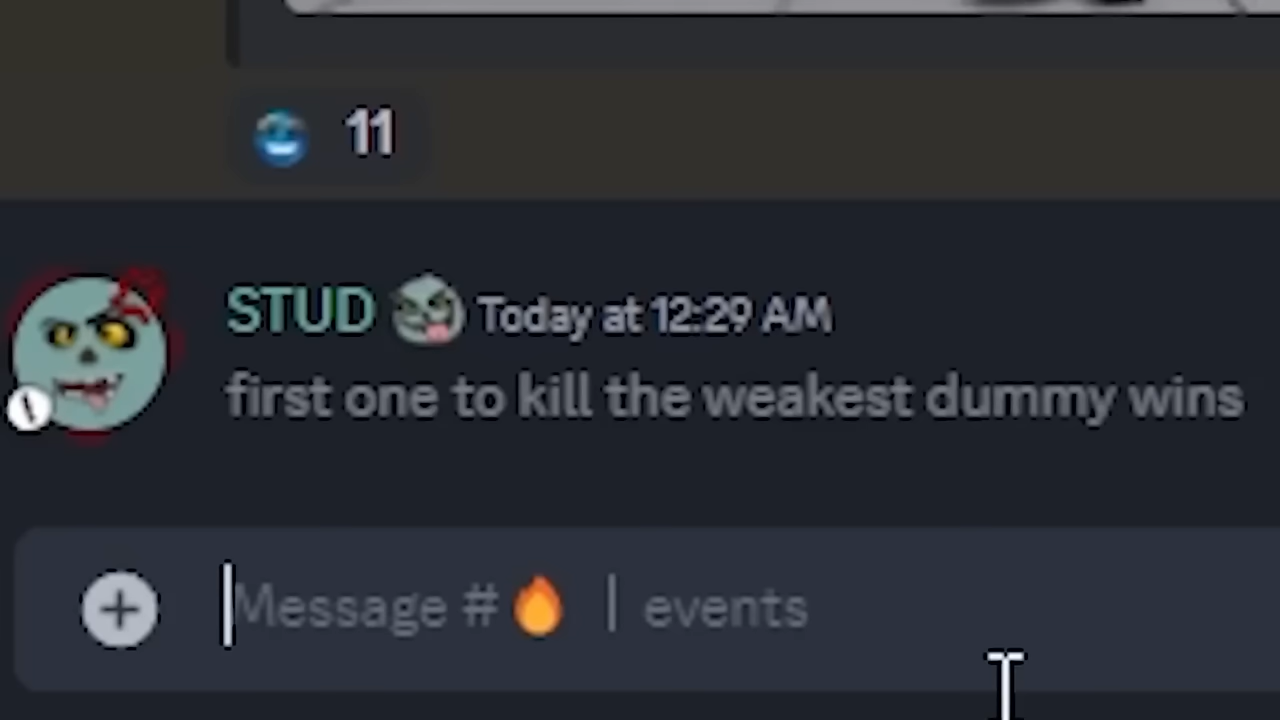 11
STUD Today at 12:29 AM
first one to kill the weakest dummy wins
Message #🔥 | events